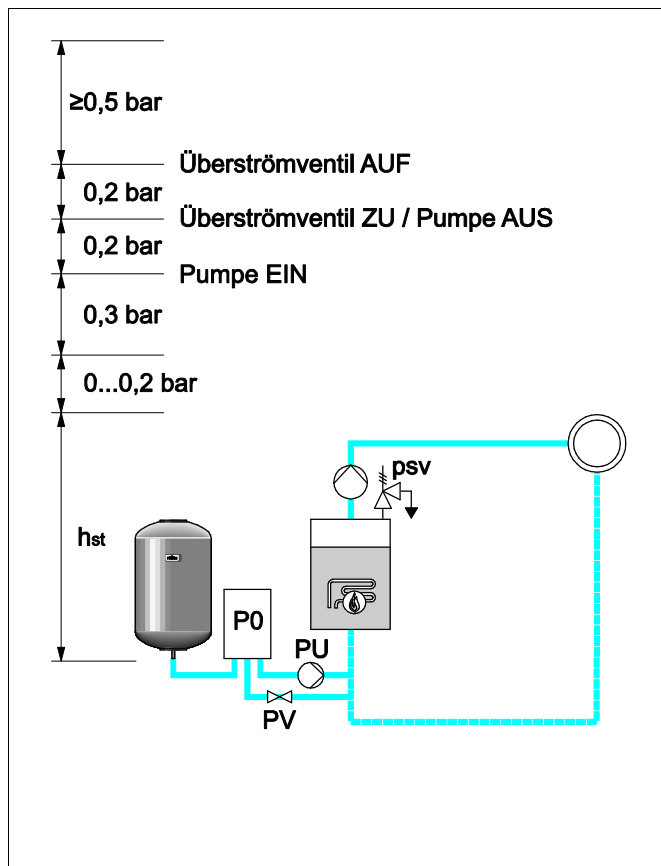 ≥0,5 bar
Überströmventil AUF
0,2 bar
Überströmventil ZU / Pumpe AUS
0,2 bar
Pumpe EIN
0,3 bar
0...0,2 bar
psv
hst
P0
PU
PV